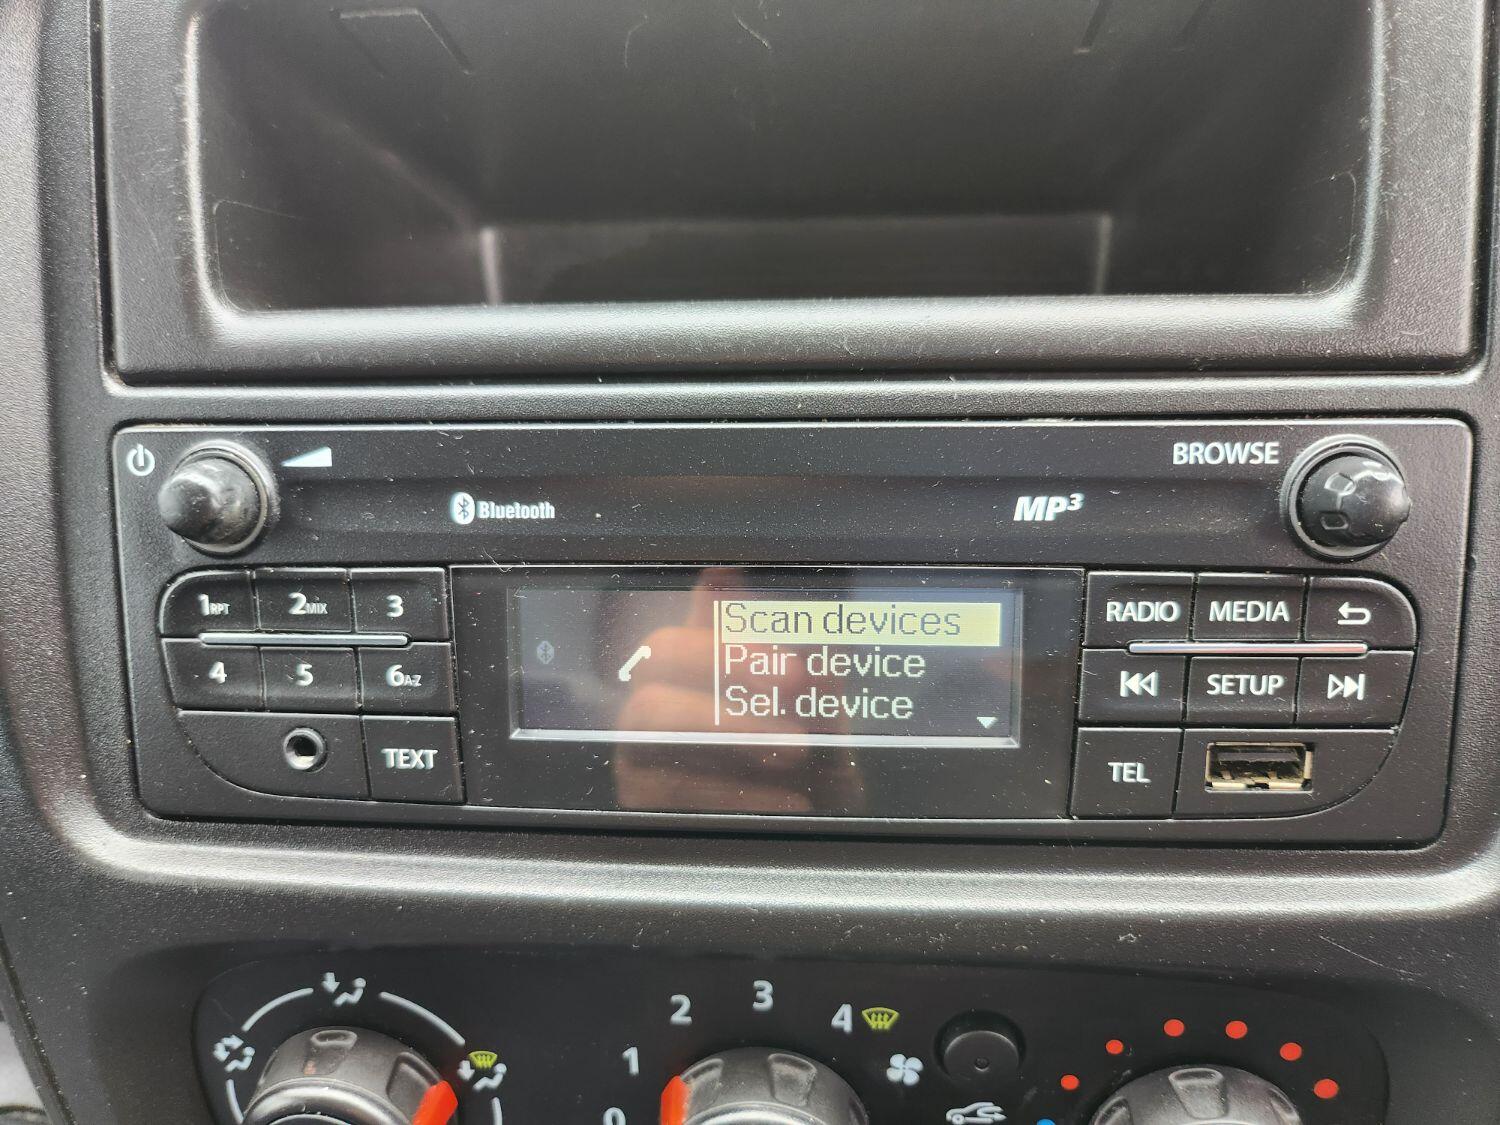 BROWSE
Bluetooth
MP3
1RPT 2MIX 3
4 5 6A-Z
TEXT
Scan devices
Pair device
Sel. device
RADIO MEDIA
SETUP
TEL
0 1 2 3 4